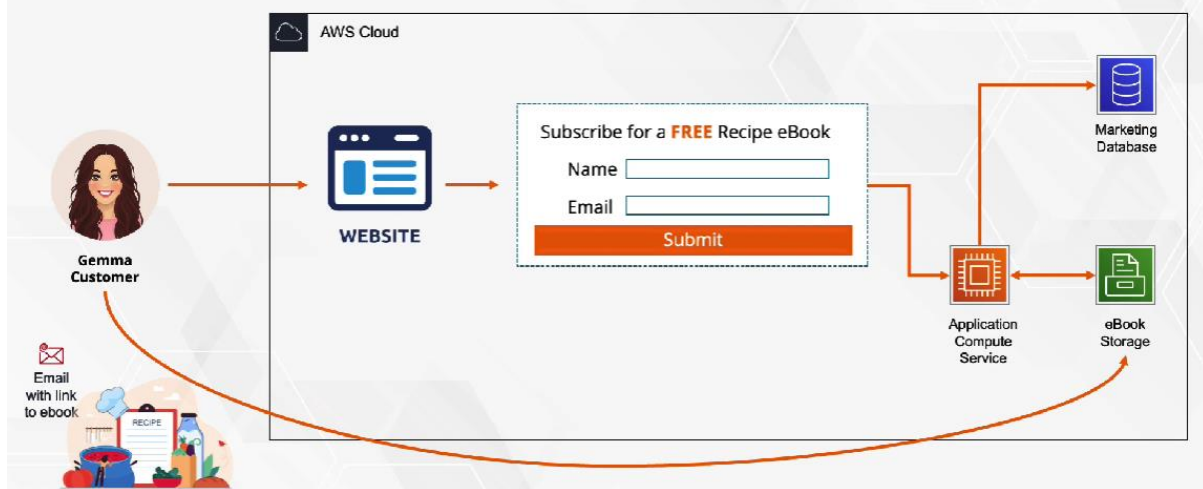 AWS Cloud
Subscribe for a FREE Recipe eBook
Name
Email
Submit
WEBSITE
Gemma
Customer
Marketing
Database
Application
Compute
Service
eBook
Storage
Email
with link
to ebook
RECIPE